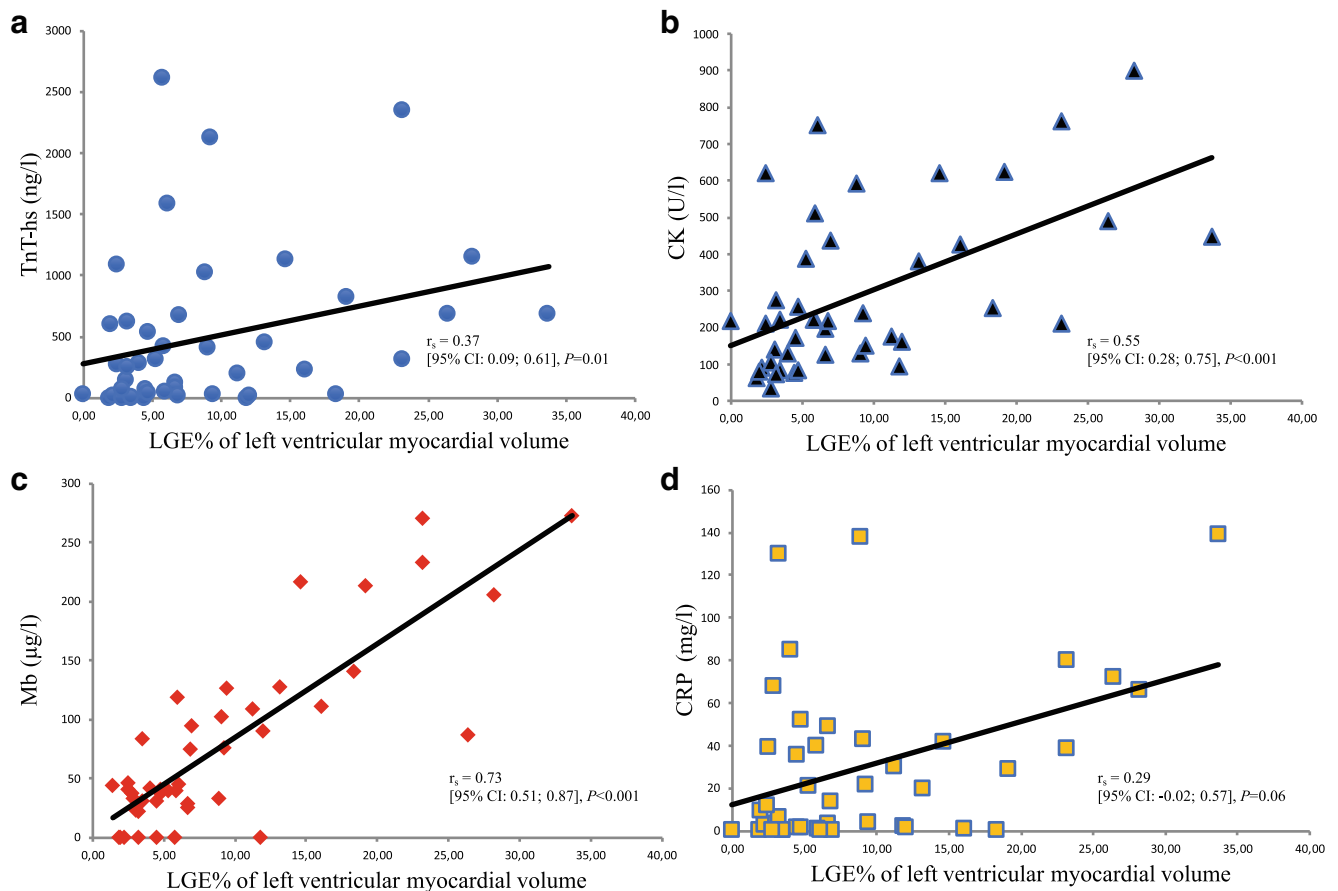 a
3000
2500
2000
1500
1000
500
0
TnT-hs (ng/l)
0,00 5,00 10,00 15,00 20,00 25,00 30,00 35,00 40,00
LGE% of left ventricular myocardial volume
rs = 0.37
[95% CI: 0.09; 0.61], P=0.01
b
1000
900
800
700
600
500
400
300
200
100
0
CK (U/l)
0,00 5,00 10,00 15,00 20,00 25,00 30,00 35,00 40,00
LGE% of left ventricular myocardial volume
rs = 0.55
[95% CI: 0.28; 0.75], P<0.001
c
300
250
200
150
100
50
0
Mb (µg/l)
0,00 5,00 10,00 15,00 20,00 25,00 30,00 35,00 40,00
LGE% of left ventricular myocardial volume
rs = 0.73
[95% CI: 0.51; 0.87], P<0.001
d
160
140
120
100
80
60
40
20
0
CRP (mg/l)
0,00 5,00 10,00 15,00 20,00 25,00 30,00 35,00 40,00
LGE% of left ventricular myocardial volume
rs = 0.29
[95% CI: -0.02; 0.57], P=0.06